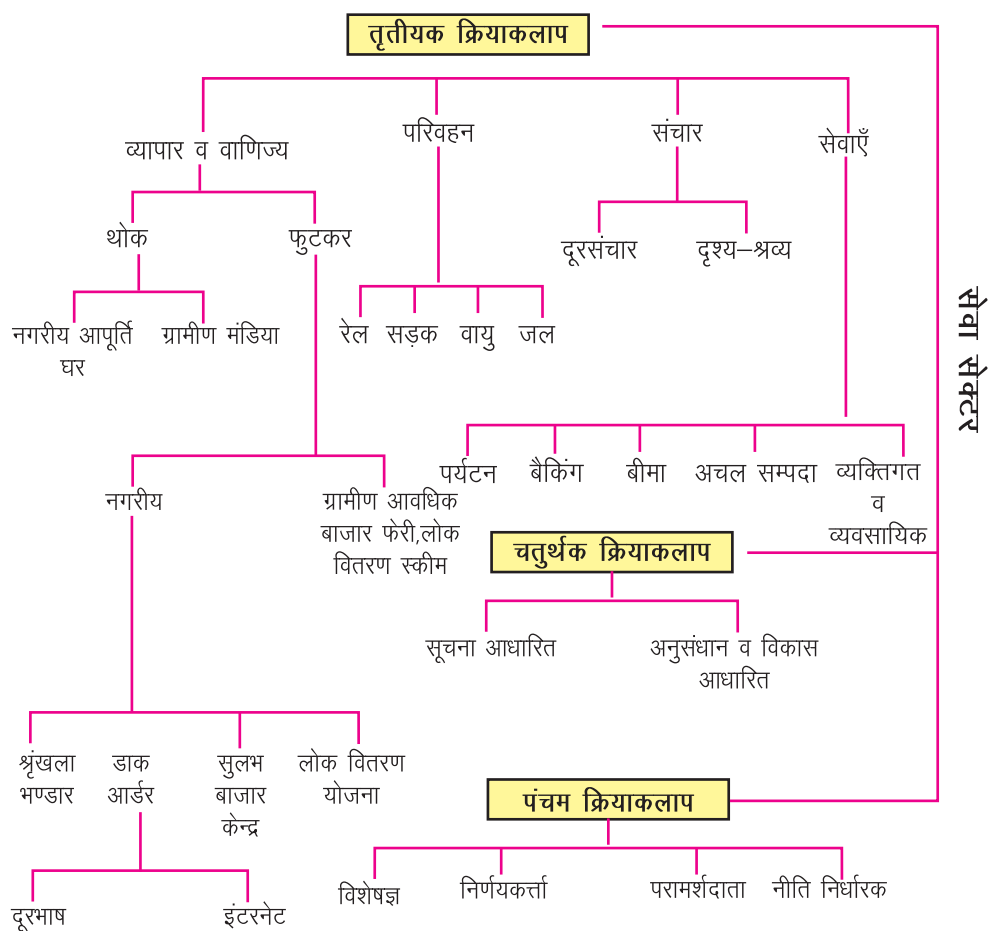 तृतीयक क्रियाकलाप
व्यापार व वाणिज्य
परिवहन
संचार
सेवाएँ
थोक
फुटकर
दूरसंचार
दृश्य–श्रव्य
नगरीय आपूर्ति
घर
ग्रामीण मंडिया
रेल
सड़क
वायु
जल
सेवा सेक्टर
पर्यटन
बैकिंग
बीमा
अचल सम्पदा
व्यक्तिगत
व
व्यवसायिक
नगरीय
ग्रामीण आवधिक
बाजार फेरी,लोक
वितरण स्कीम
चतुर्थक क्रियाकलाप
सूचना आधारित
अनुसंधान व विकास
आधारित
श्रृंखला
भण्डार
डाक
आर्डर
सुलभ
बाजार
केन्द्र
लोक वितरण
योजना
पंचम क्रियाकलाप
दूरभाष
इंटरनेट
विशेषज्ञ
निर्णयकर्त्ता
परामर्शदाता
नीति निर्धारक